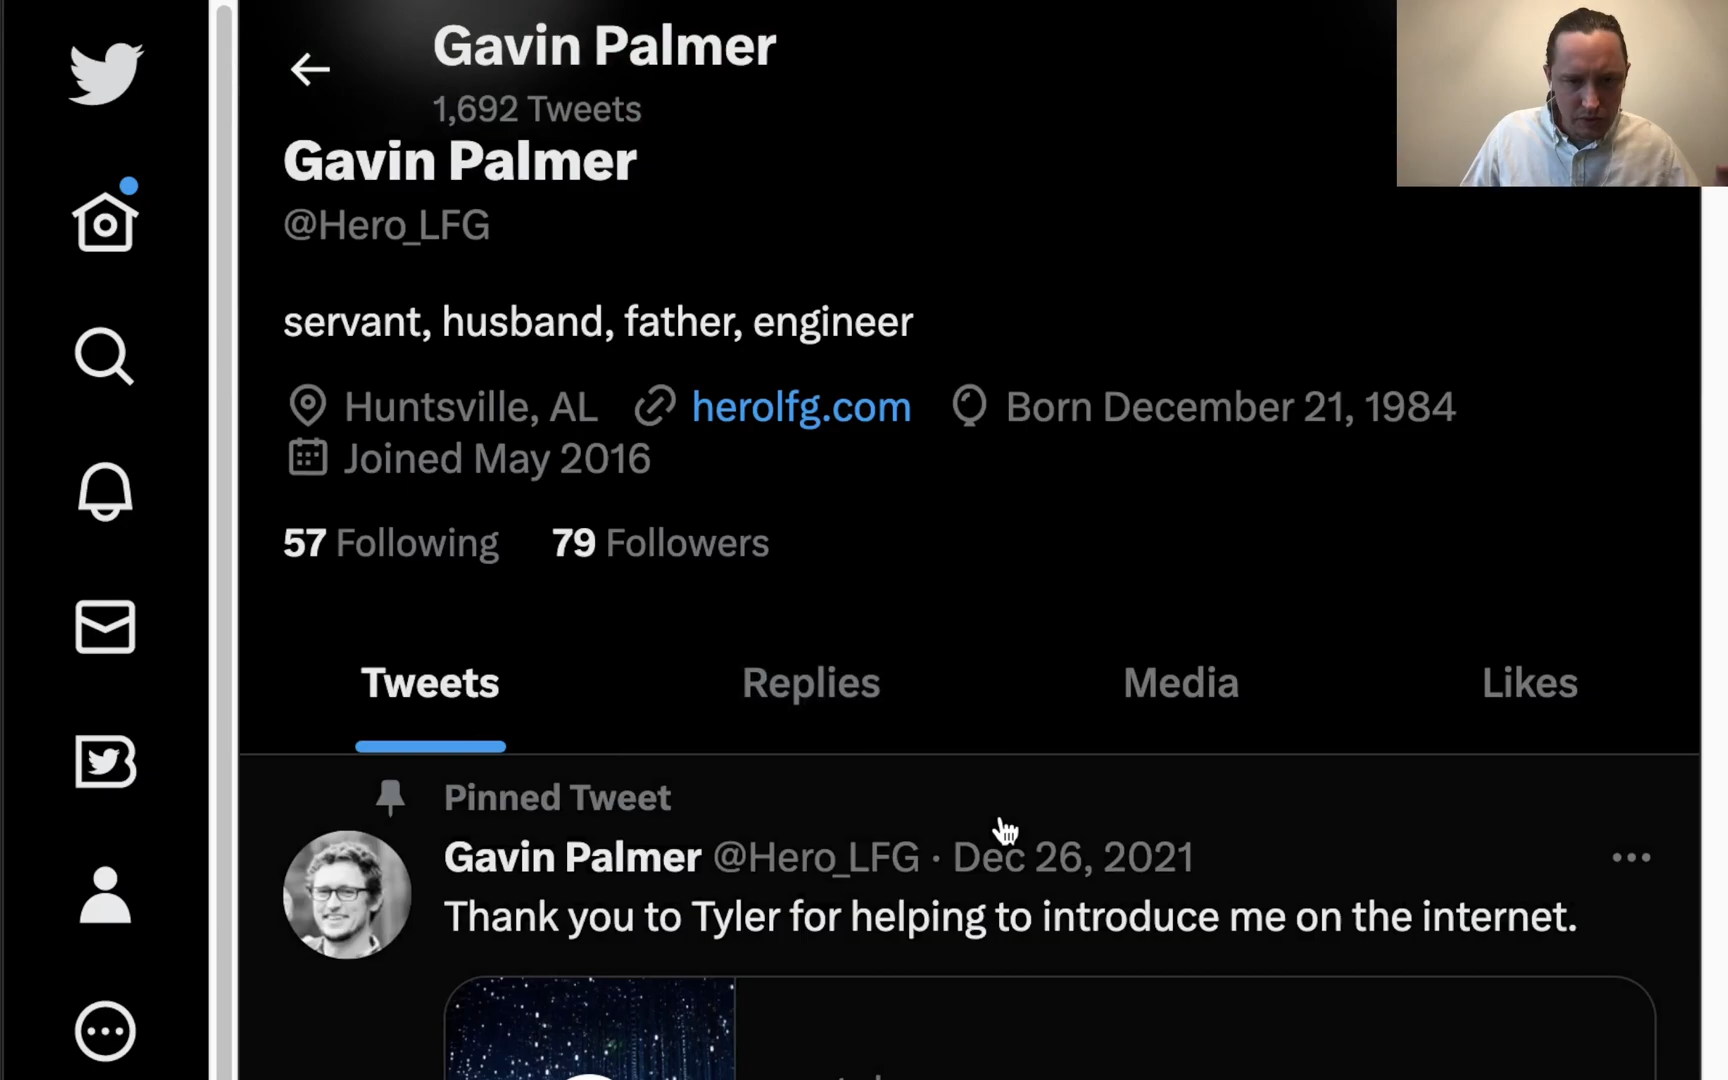 Gavin Palmer
1,692 Tweets
Gavin Palmer
@Hero_LFG
servant, husband, father, engineer
Huntsville, AL herolfg.com Born December 21, 1984
Joined May 2016
57 Following 79 Followers
Tweets Replies Media Likes
Pinned Tweet
Gavin Palmer @Hero_LFG · Dec 26, 2021
Thank you to Tyler for helping to introduce me on the internet.